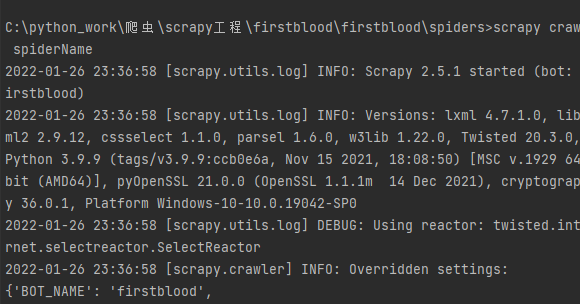 C:\python_work\爬虫\scrapy工程\firstblood\firstblood\spiders>scrapy craw
spiderName
2022-01-26 23:36:58 [scrapy.utils.log] INFO: Scrapy 2.5.1 started (bot:
irstblood)
2022-01-26 23:36:58 [scrapy.utils.log] INFO: Versions: lxml 4.7.1.0, lib
ml2 2.9.12, cssselect 1.1.0, parsel 1.6.0, w3lib 1.22.0, Twisted 20.3.0,
Python 3.9.9 (tags/v3.9.9:ccb0e6a, Nov 15 2021, 18:08:50) [MSC v.1929 64
bit (AMD64)], pyOpenSSL 21.0.0 (OpenSSL 1.1.1m  14 Dec 2021), cryptograp
y 36.0.1, Platform Windows-10-10.0.19042-SP0
2022-01-26 23:36:58 [scrapy.utils.log] DEBUG: Using reactor: twisted.int
rnet.selectreactor.SelectReactor
2022-01-26 23:36:58 [scrapy.crawler] INFO: Overridden settings:
{'BOT_NAME': 'firstblood',